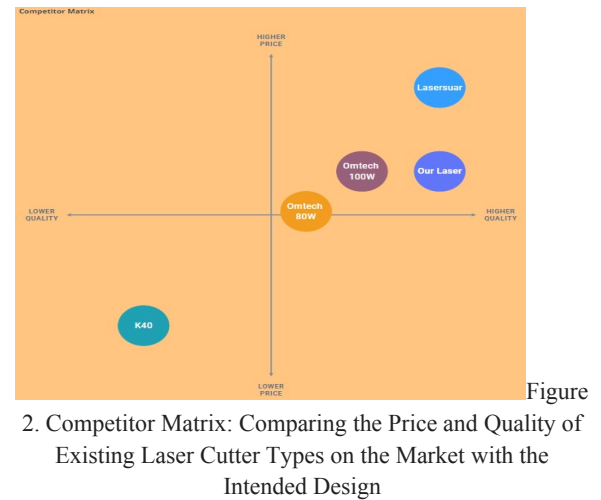 Competitor Matrix
HIGHER
PRICE
Lasersuar
Omtech
100W
Our Laser
Omtech
80W
LOWER
QUALITY
HIGHER
QUALITY
K40
LOWER
PRICE
Figure
2. Competitor Matrix: Comparing the Price and Quality of
Existing Laser Cutter Types on the Market with the
Intended Design